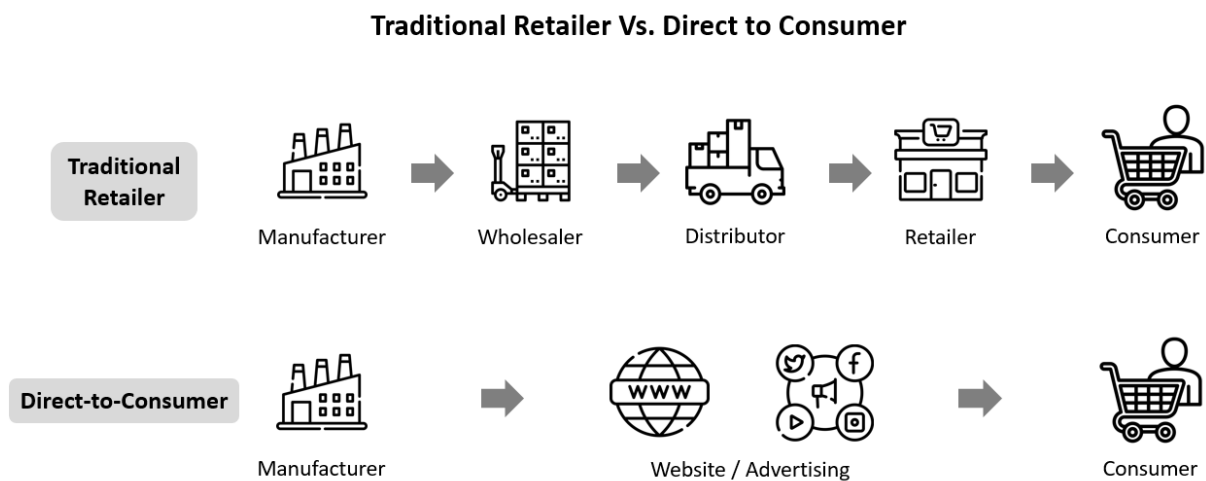 Traditional Retailer Vs. Direct to Consumer
Traditional
Retailer
Manufacturer
Wholesaler
Distributor
Retailer
Consumer
Direct-to-Consumer
WWW
f
Manufacturer
Website / Advertising
Consumer